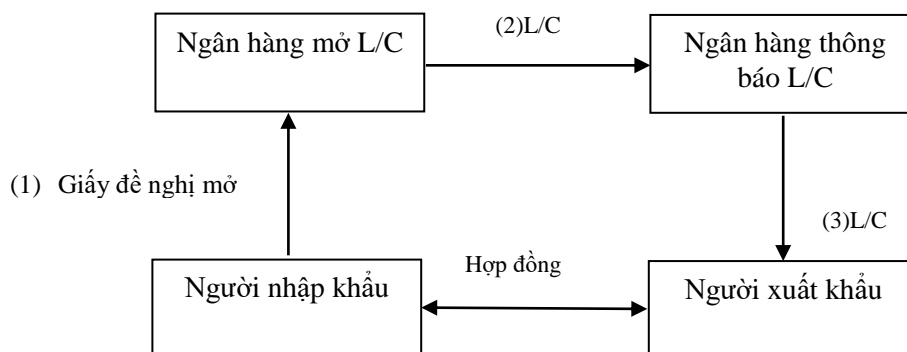 Ngân hàng mở L/C
(2)L/C
Ngân hàng thông
báo L/C
(1) Giấy đề nghị mở
(3)L/C
Người nhập khẩu
Hợp đồng
Người xuất khẩu